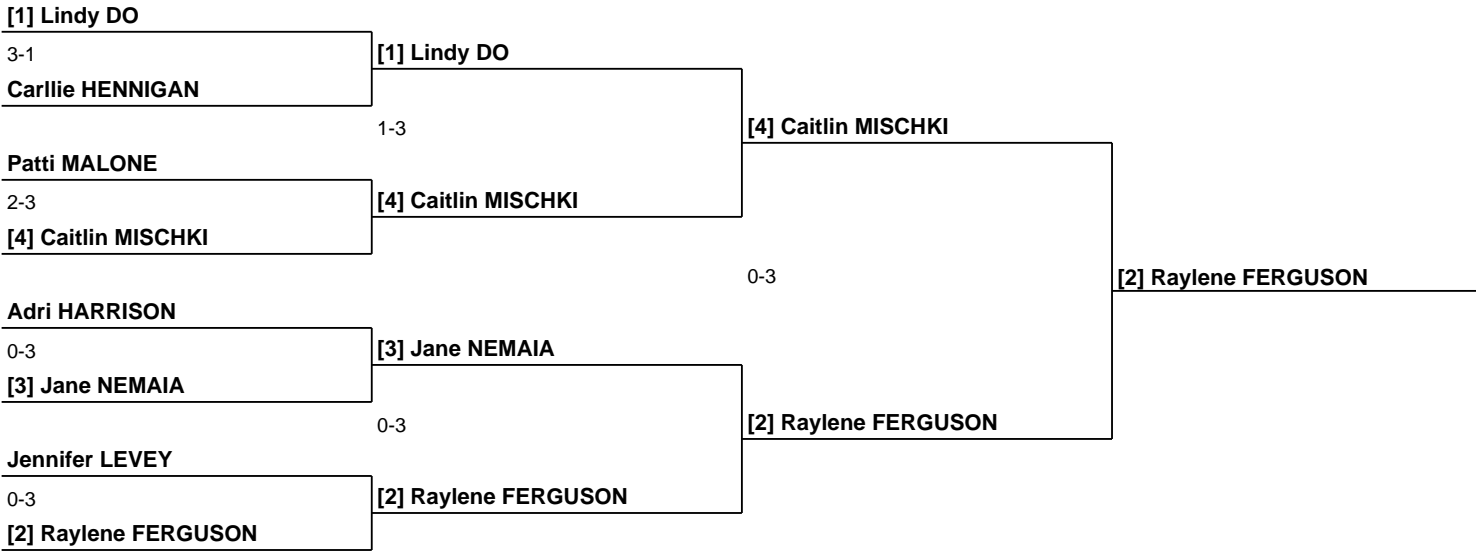 [1] Lindy DO
3-1
[1] Lindy DO
Carllie HENNIGAN
1-3
[4] Caitlin MISCHKI
Patti MALONE
2-3
[4] Caitlin MISCHKI
[4] Caitlin MISCHKI
0-3
[2] Raylene FERGUSON
Adri HARRISON
0-3
[3] Jane NEMAIA
[3] Jane NEMAIA
0-3
[2] Raylene FERGUSON
Jennifer LEVEY
0-3
[2] Raylene FERGUSON
[2] Raylene FERGUSON